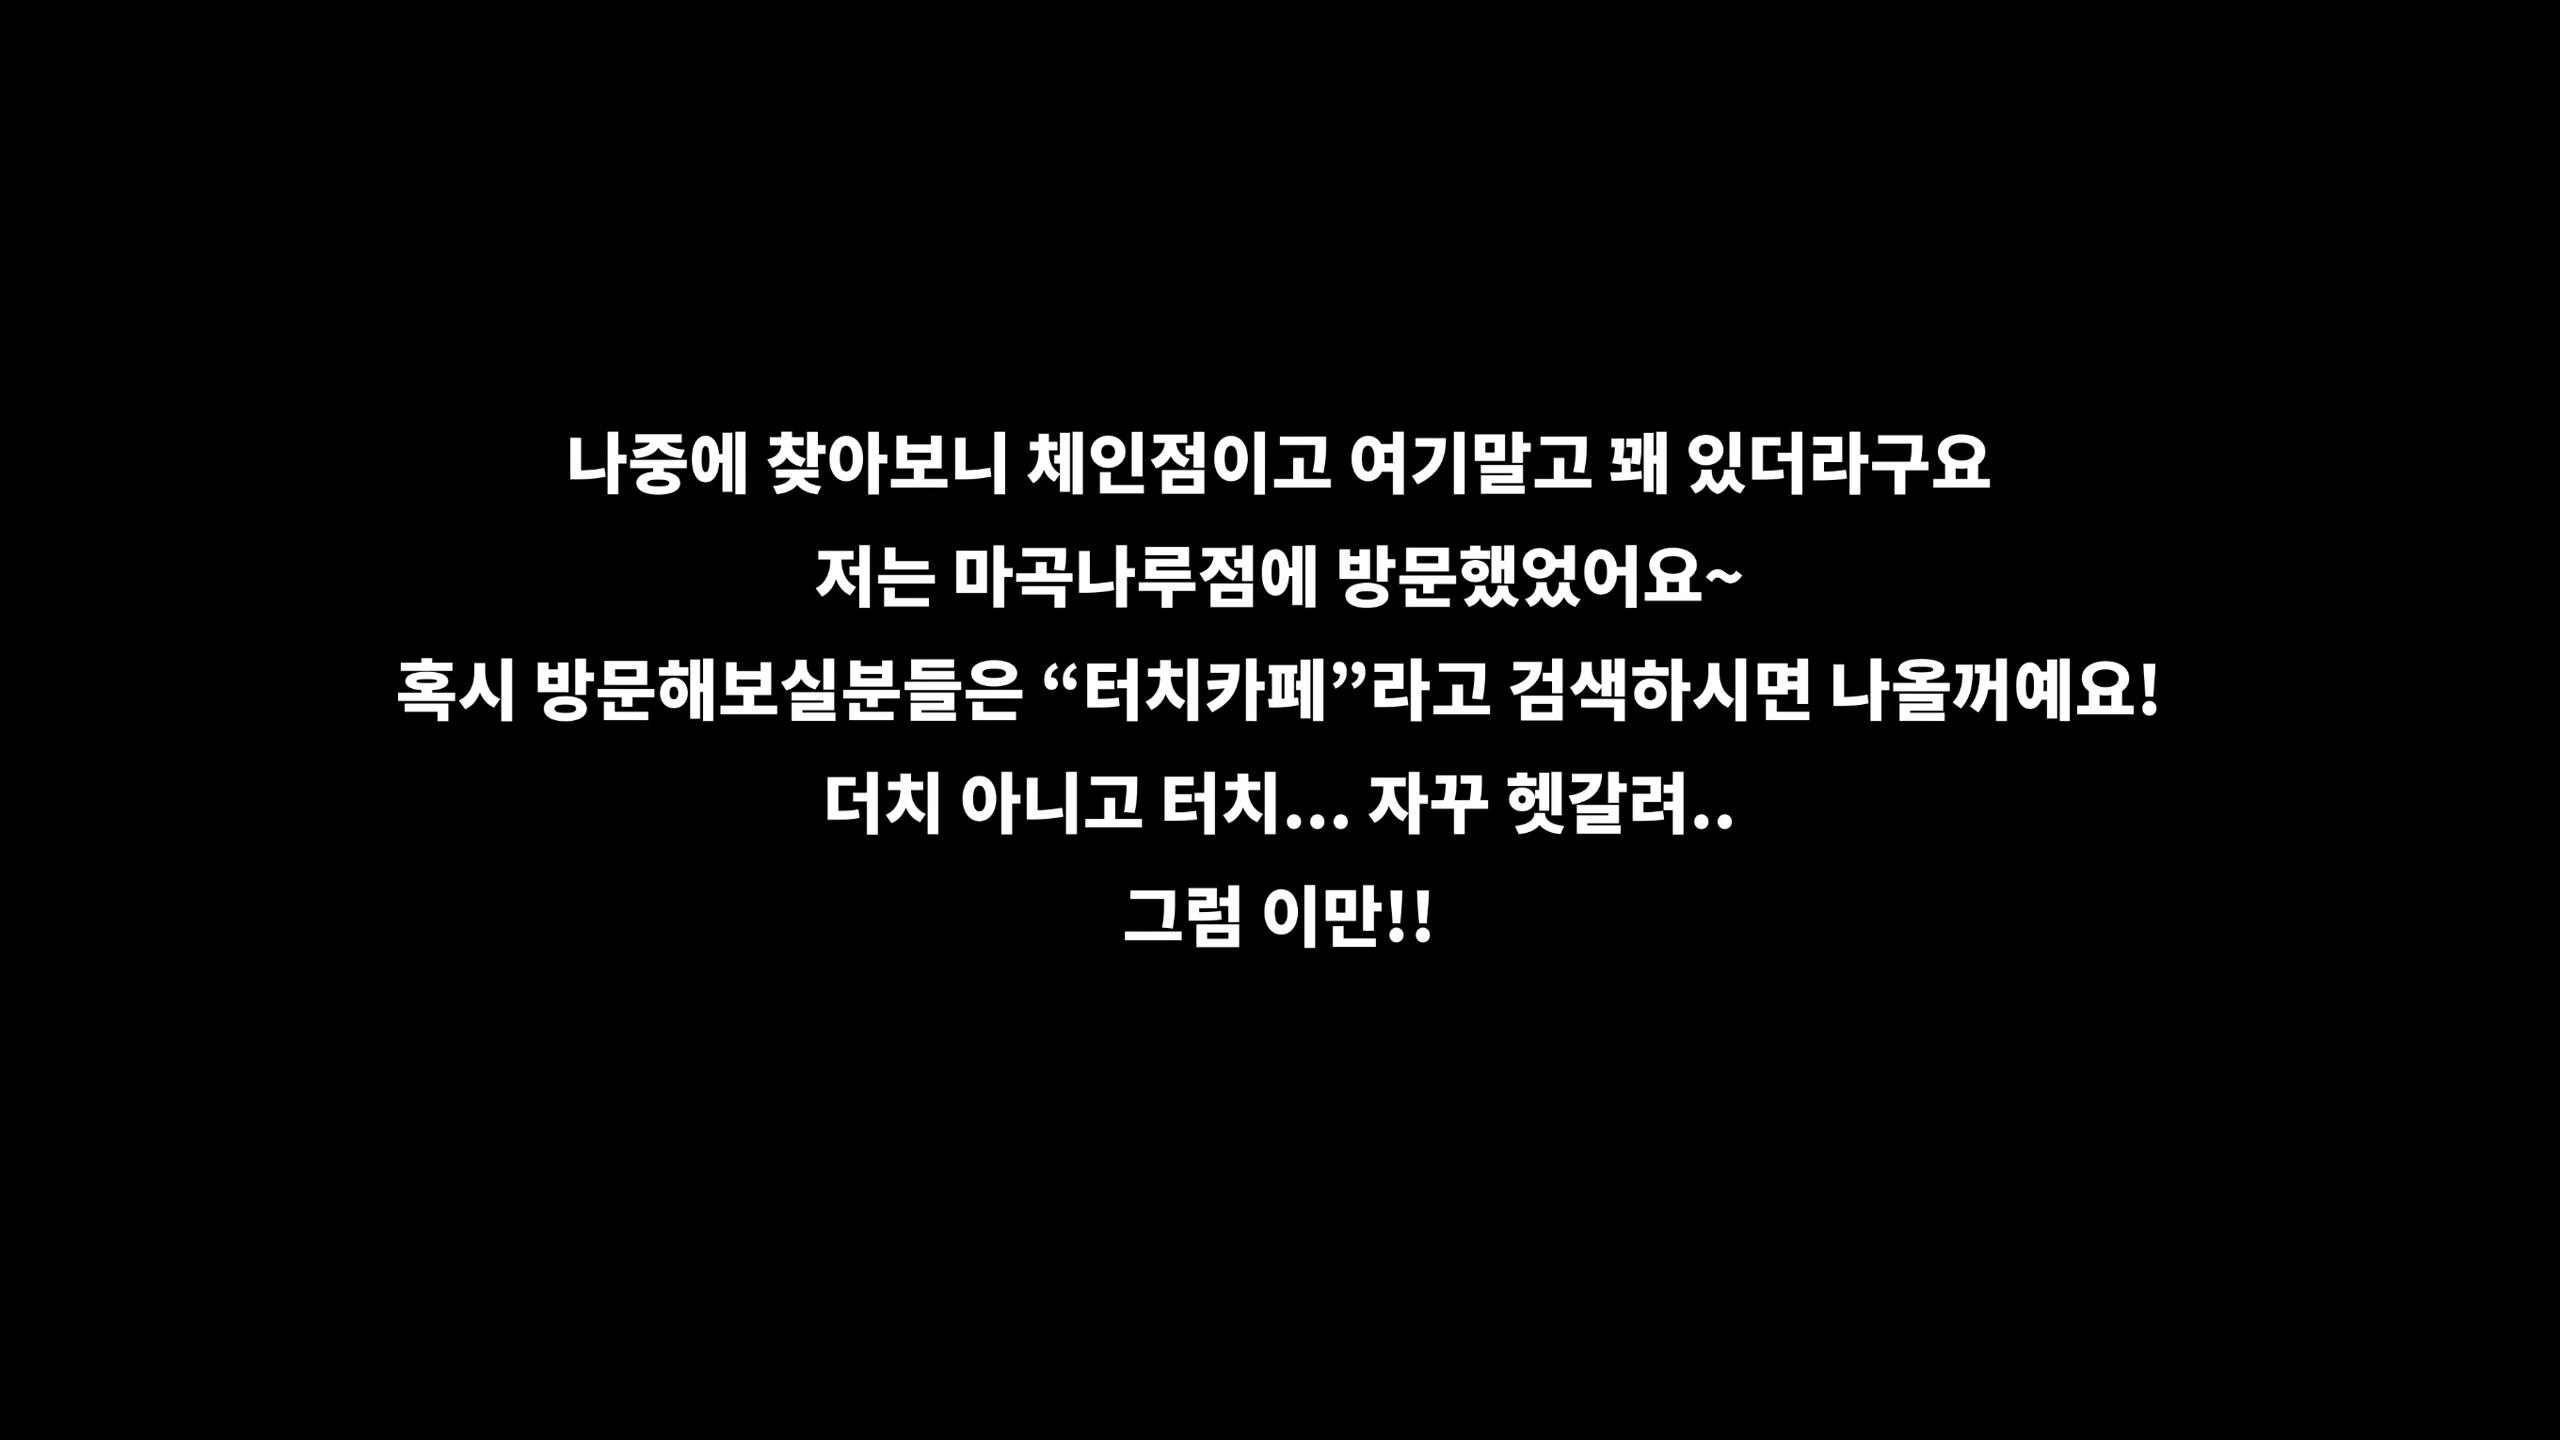 나중에 찾아보니 체인점이고 여기말고 꽤 있더라구요
저는 마곡나루점에 방문했었어요~
혹시 방문해보실분들은 “터치카페”라고 검색하시면 나올꺼예요!
더치 아니고 터치... 자꾸 헷갈려..
그럼 이만!!